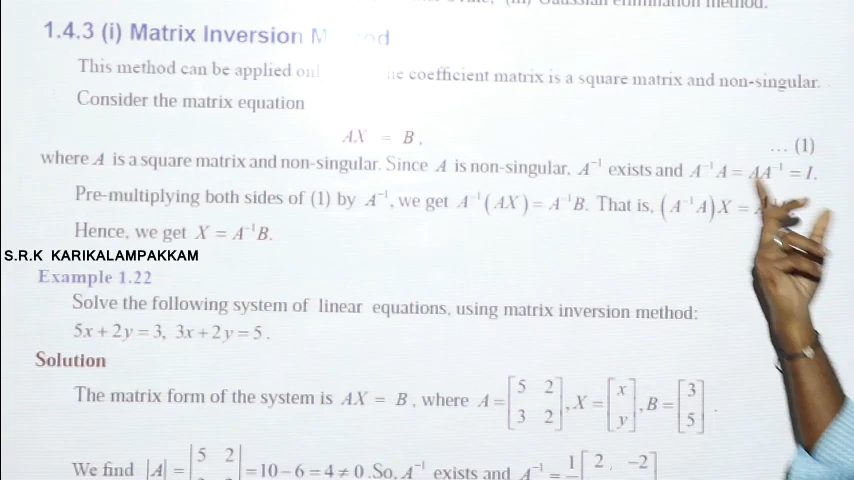 (iii) Gaussian elimination method.
1.4.3 (i) Matrix Inversion M od
This method can be applied onl ne coefficient matrix is a square matrix and non-singular.
Consider the matrix equation
AX = B, … (1)
where A is a square matrix and non-singular. Since A is non-singular, A⁻¹ exists and A⁻¹A = AA⁻¹ = I.
Pre-multiplying both sides of (1) by A⁻¹, we get A⁻¹(AX) = A⁻¹B. That is, (A⁻¹A)X =
Hence, we get X = A⁻¹B.
S.R.K KARIKALAMPAKKAM
Example 1.22
Solve the following system of linear equations, using matrix inversion method:
5x + 2y = 3, 3x + 2y = 5.
Solution
The matrix form of the system is AX = B, where A = [5 2; 3 2], X = [x; y], B = [3; 5].
We find |A| = |5 2| = 10 − 6 = 4 ≠ 0. So, A⁻¹ exists and A⁻¹ = 1 [2, −2]